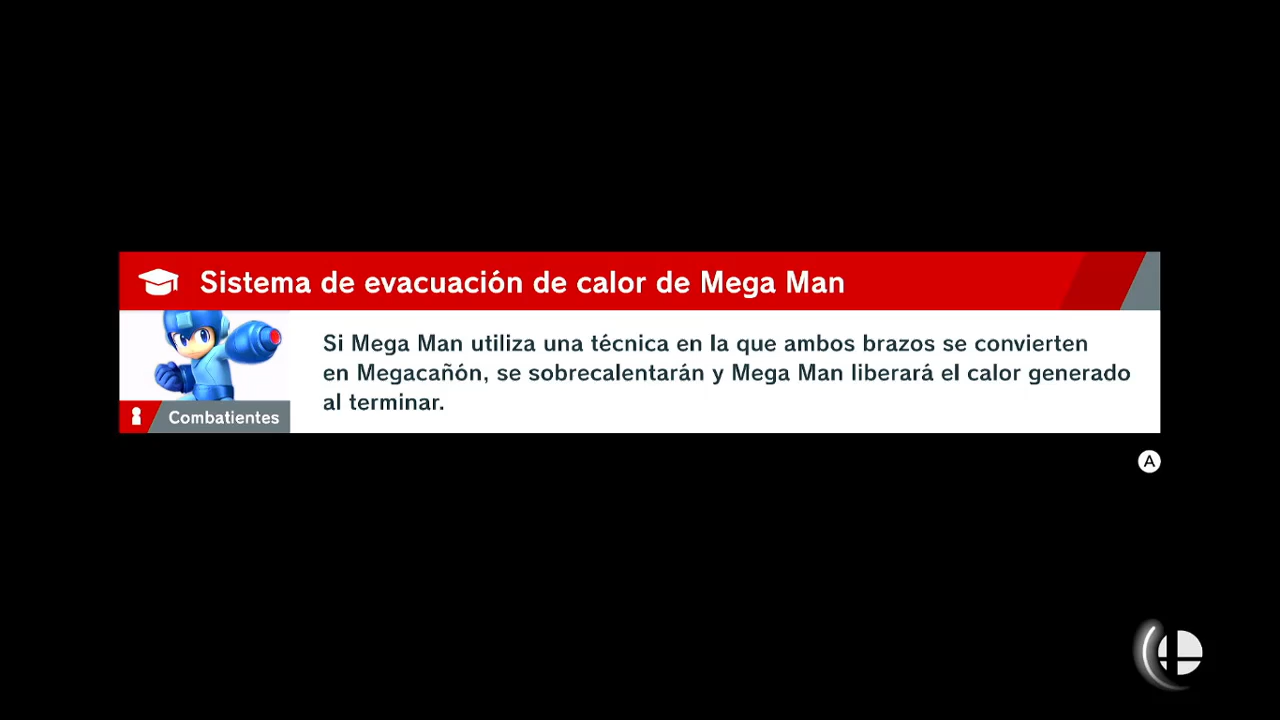 Sistema de evacuación de calor de Mega Man
Si Mega Man utiliza una técnica en la que ambos brazos se convierten
en Megacañón, se sobrecalentarán y Mega Man liberará el calor generado
al terminar.
Combatientes
A